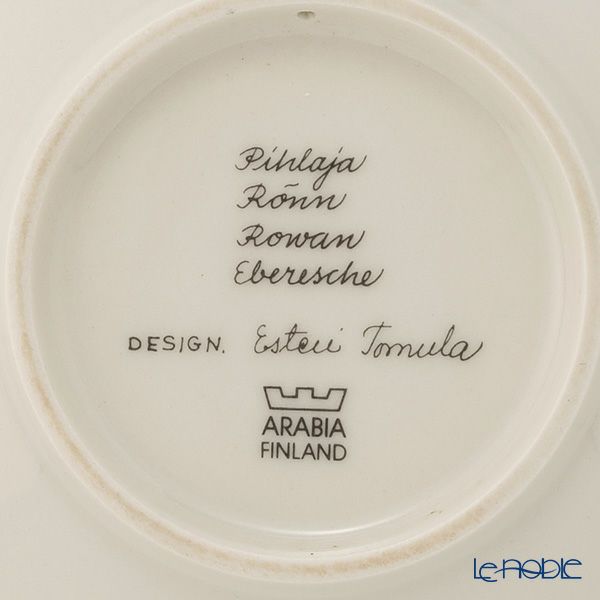 Pihlaja
Rönn
Rowan
Eberesche
DESIGN. Esteri Tomula
ARABIA
FINLAND
Le noble